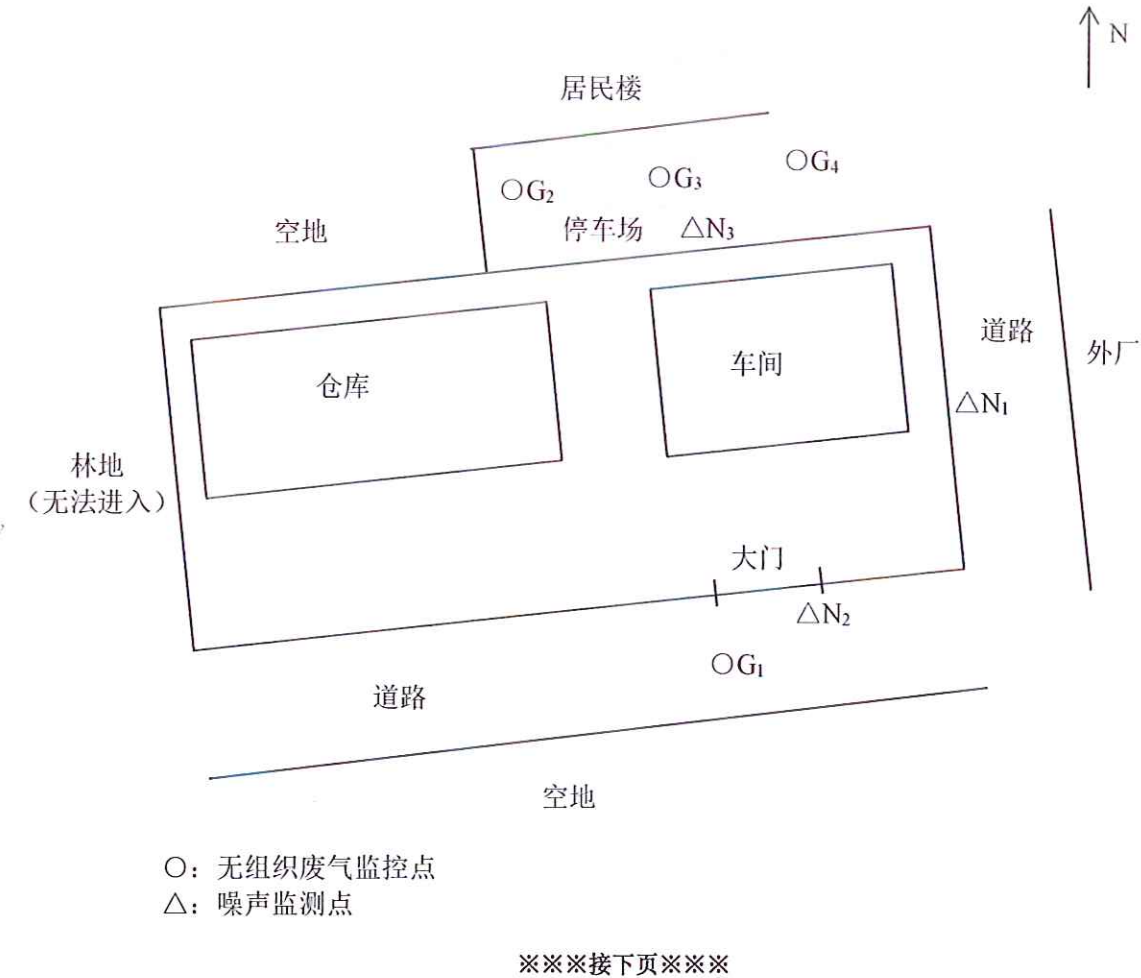 N
居民楼
○G₂
○G₃
○G₄
空地
停车场
△N₃
道路
外厂
仓库
车间
△N₁
林地
（无法进入）
大门
△N₂
○G₁
道路
空地
○：无组织废气监控点
△：噪声监测点
※※※接下页※※※